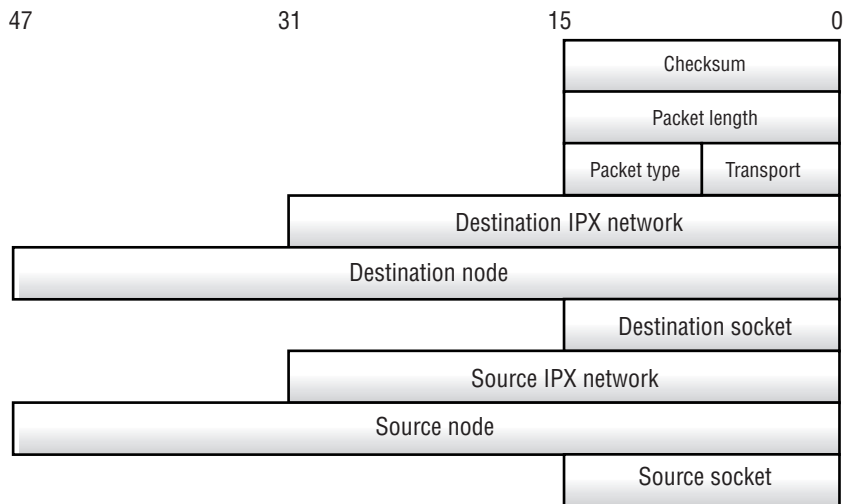 47 31 15 0
Checksum
Packet length
Packet type Transport
Destination IPX network
Destination node
Destination socket
Source IPX network
Source node
Source socket